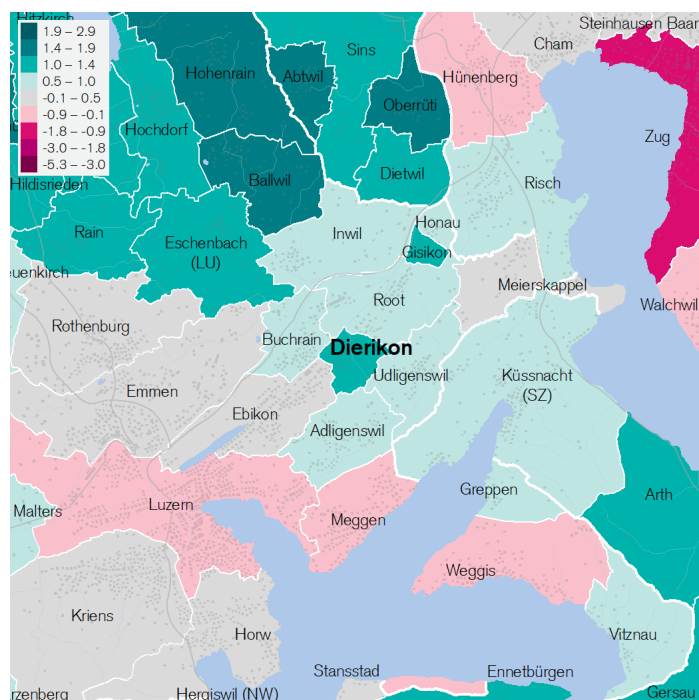 Hitzkirch
1.9 – 2.9
1.4 – 1.9
1.0 – 1.4
0.5 – 1.0
-0.1 – 0.5
-0.9 – -0.1
-1.8 – -0.9
-3.0 – -1.8
-5.3 – -3.0
Steinhausen Baar
Cham
Sins
Hohenrain
Abtwil
Hünenberg
Oberrüti
Hochdorf
Zug
Ballwil
Dietwil
Hildisrieden
Risch
Rain
Inwil
Honau
Eschenbach
(LU)
Gisikon
euenkirch
Meierskappel
Root
Walchwil
Rothenburg
Buchrain
Dierikon
Udligenswil
Küssnacht
(SZ)
Emmen
Ebikon
Adligenswil
Greppen
Arth
Malters
Luzern
Meggen
Weggis
Kriens
Horw
Vitznau
Stansstad
Ennetbürgen
rzenberg
Hergiswil (NW)
Gersau